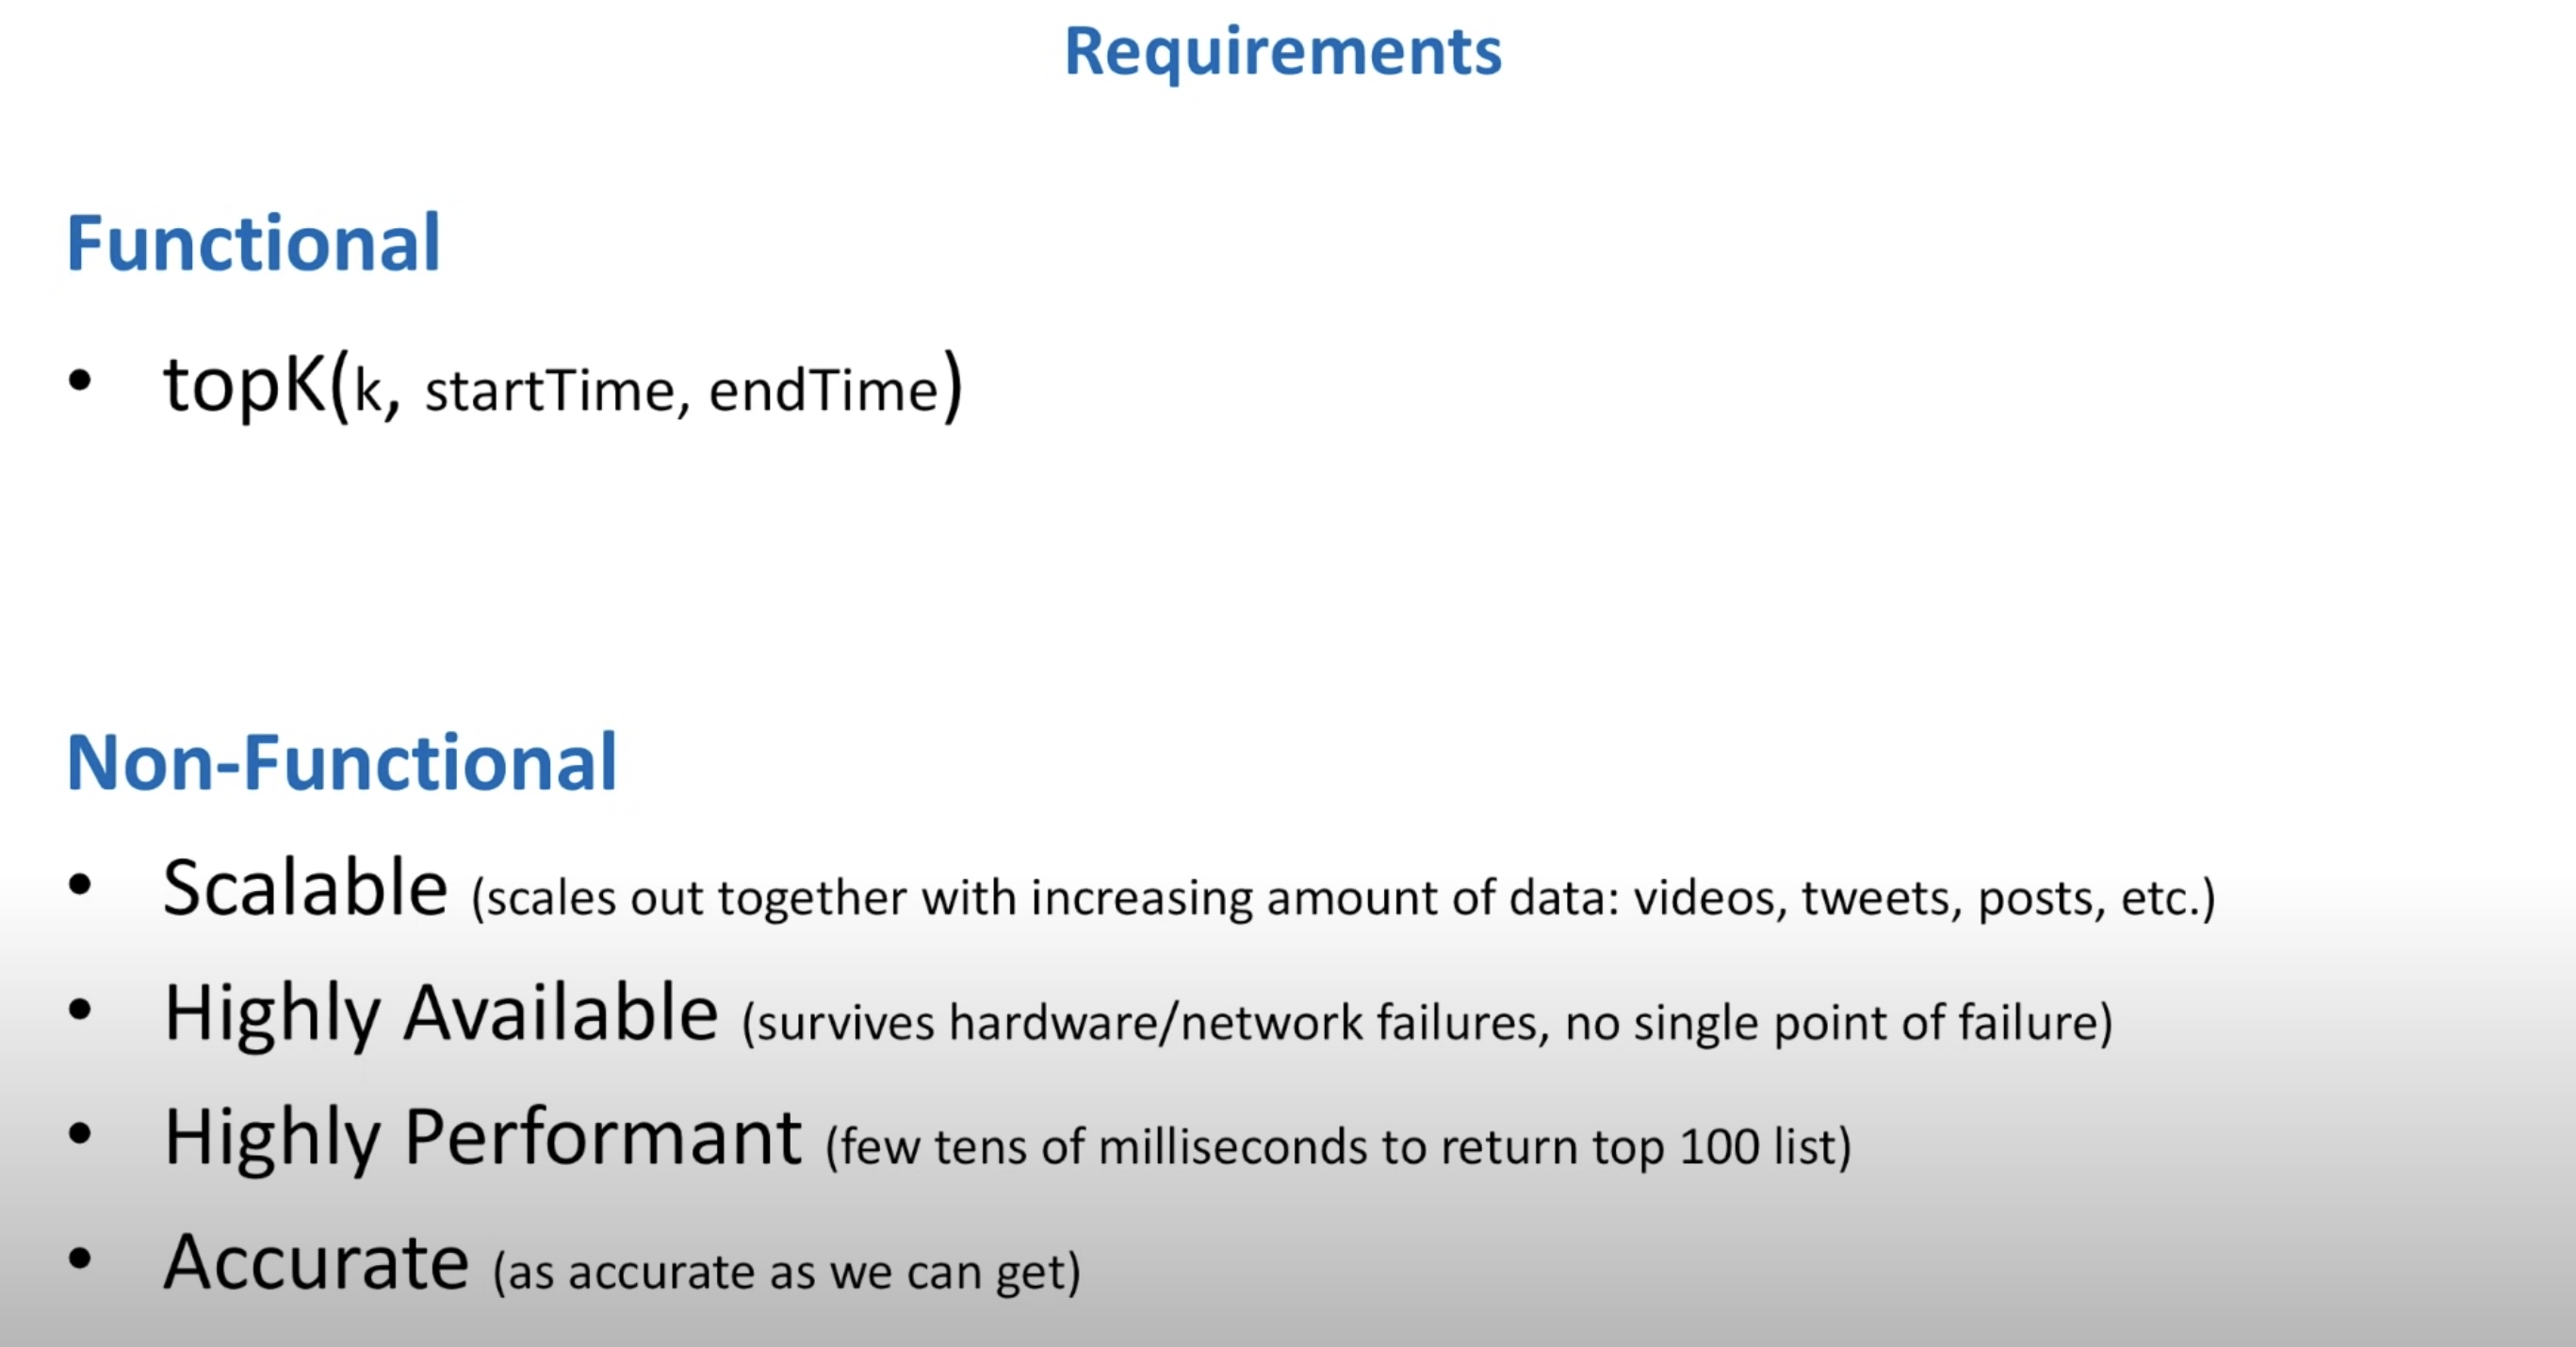 Requirements
Functional
• topK(k, startTime, endTime)
Non-Functional
• Scalable (scales out together with increasing amount of data: videos, tweets, posts, etc.)
• Highly Available (survives hardware/network failures, no single point of failure)
• Highly Performant (few tens of milliseconds to return top 100 list)
• Accurate (as accurate as we can get)